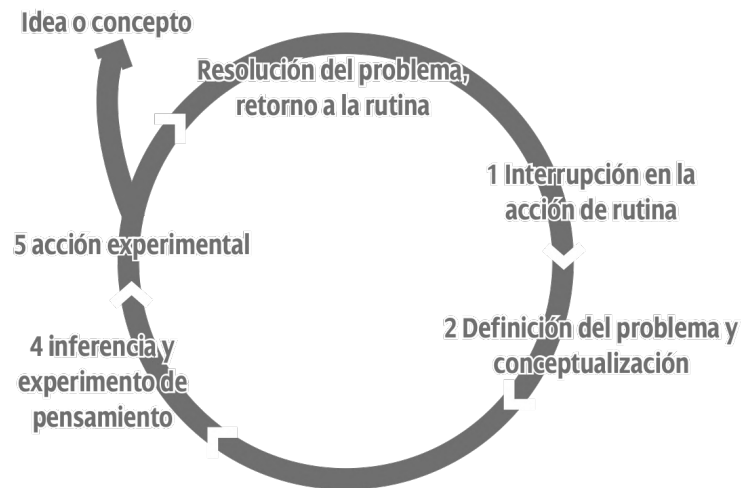 Idea o concepto
Resolución del problema,
retorno a la rutina
1 Interrupción en la
acción de rutina
2 Definición del problema y
conceptualización
4 inferencia y
experimento de
pensamiento
5 acción experimental